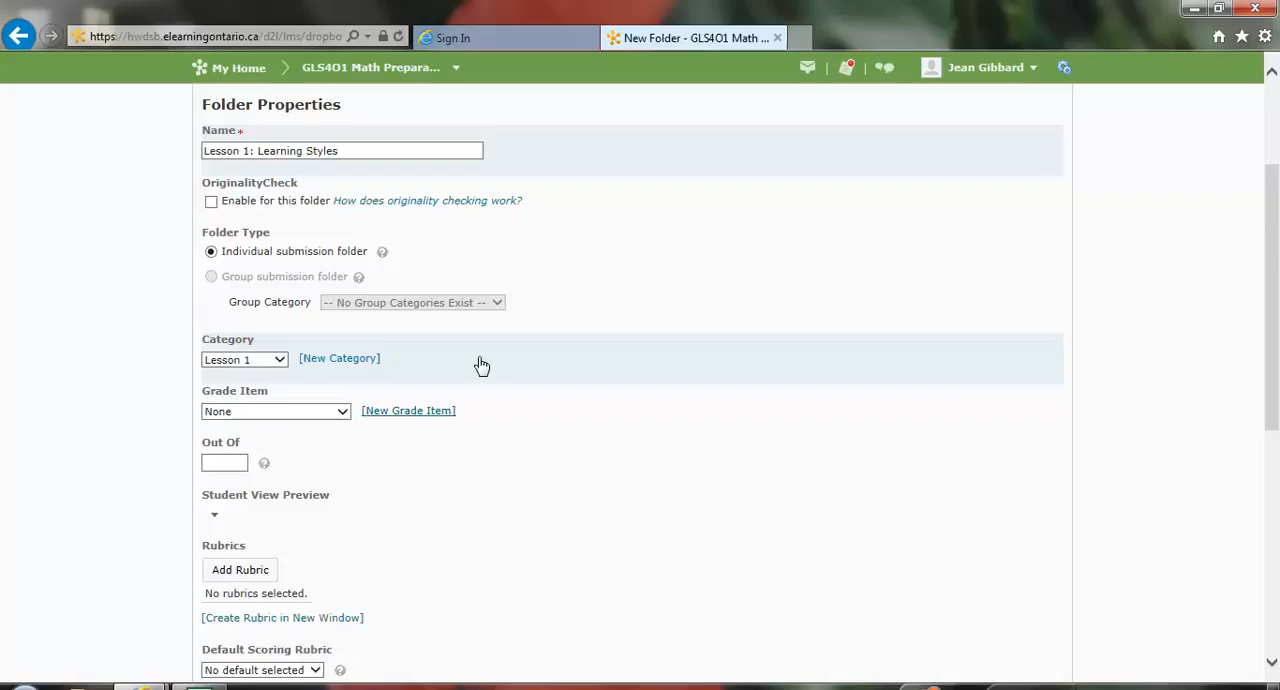 https://hwdsb.elearningontario.ca/d2l/lms/dropbo
Sign In
New Folder - GLS4O1 Math ...
My Home
GLS4O1 Math Prepara...
Jean Gibbard
Folder Properties
Name *
Lesson 1: Learning Styles
OriginalityCheck
Enable for this folder How does originality checking work?
Folder Type
Individual submission folder
Group submission folder
Group Category -- No Group Categories Exist --
Category
Lesson 1 [New Category]
Grade Item
None [New Grade Item]
Out Of
Student View Preview
Rubrics
Add Rubric
No rubrics selected.
[Create Rubric in New Window]
Default Scoring Rubric
No default selected